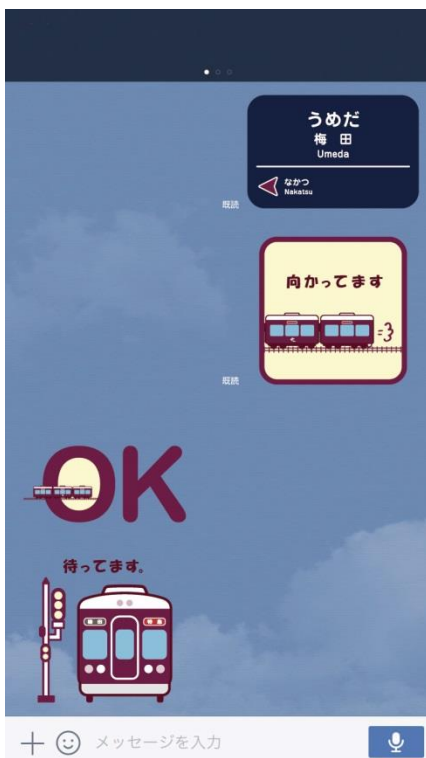 うめだ
梅田
Umeda
なかつ
Nakatsu
既読
向かってます
既読
OK
待ってます。
メッセージを入力